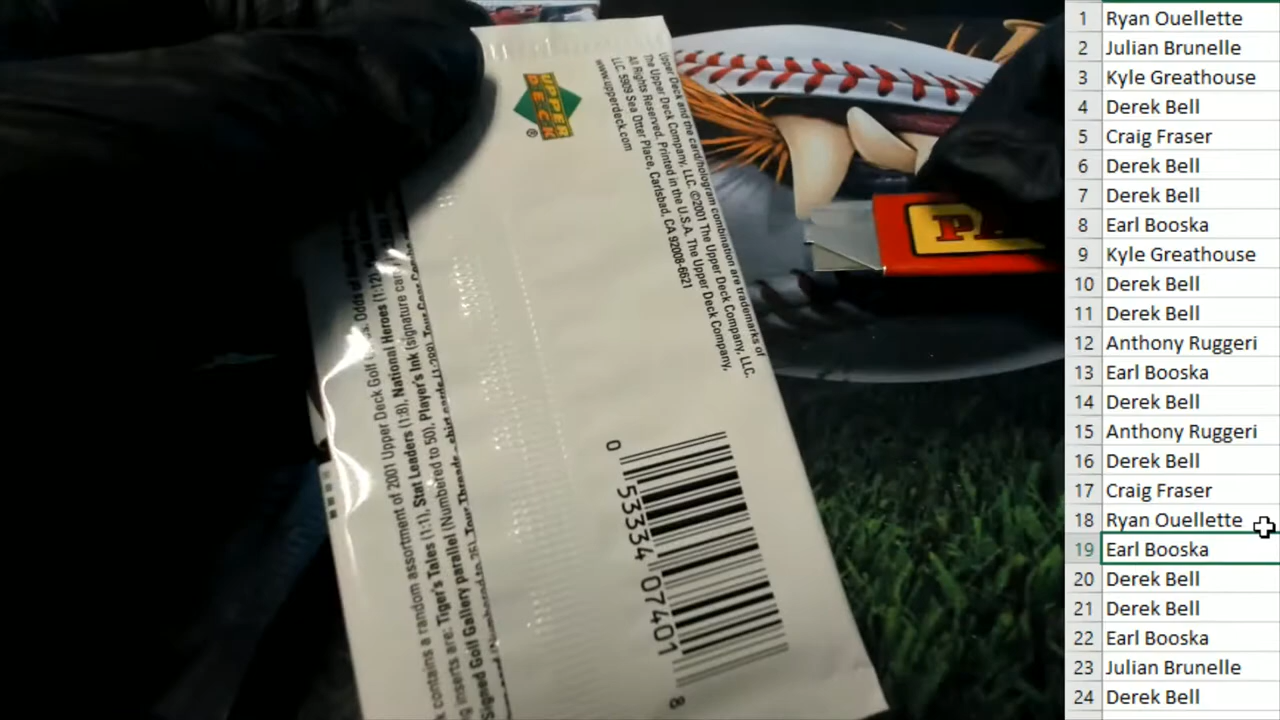 UPPER
DECK
®
Upper Deck and the card/hologram combination are trademarks of
The Upper Deck Company, LLC. ©2001 The Upper Deck Company, LLC.
All Rights Reserved. Printed in the U.S.A. The Upper Deck Company,
LLC. 5909 Sea Otter Place, Carlsbad, CA 92008-6621
www.upperdeck.com
contains a random assortment of 2001 Upper Deck Golf
inserts are: Tiger's Tales (1:1), Star Leaders (1:8), National Heroes (1:12)
Signed Golf Gallery parallel (Numbered to 50), Player's Ink (signature
0 53334 07401 8
1 Ryan Ouellette
2 Julian Brunelle
3 Kyle Greathouse
4 Derek Bell
5 Craig Fraser
6 Derek Bell
7 Derek Bell
8 Earl Booska
9 Kyle Greathouse
10 Derek Bell
11 Derek Bell
12 Anthony Ruggeri
13 Earl Booska
14 Derek Bell
15 Anthony Ruggeri
16 Derek Bell
17 Craig Fraser
18 Ryan Ouellette
19 Earl Booska
20 Derek Bell
21 Derek Bell
22 Earl Booska
23 Julian Brunelle
24 Derek Bell